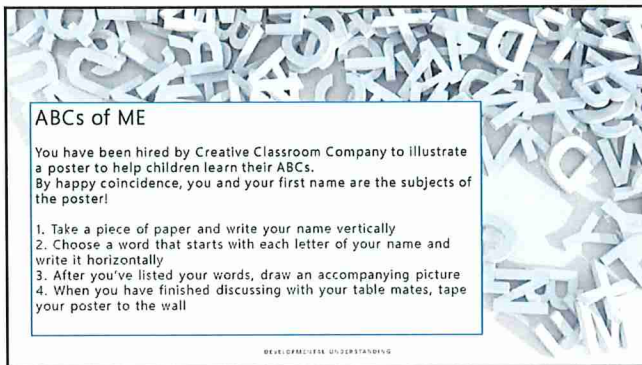 ABCs of ME
You have been hired by Creative Classroom Company to illustrate
a poster to help children learn their ABCs.
By happy coincidence, you and your first name are the subjects of
the poster!
1. Take a piece of paper and write your name vertically
2. Choose a word that starts with each letter of your name and
write it horizontally
3. After you've listed your words, draw an accompanying picture
4. When you have finished discussing with your table mates, tape
your poster to the wall
DEVELOPMENTAL UNDERSTANDING